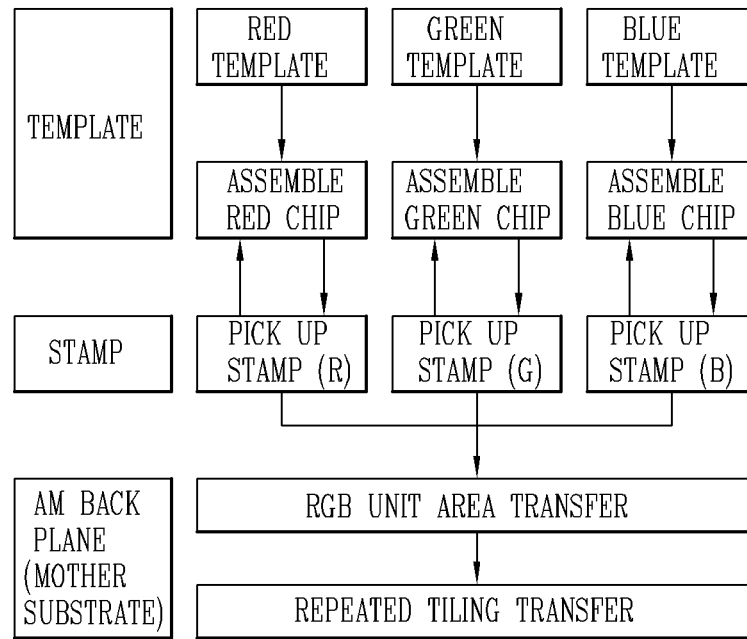 RED
TEMPLATE
GREEN
TEMPLATE
BLUE
TEMPLATE
TEMPLATE
ASSEMBLE
RED CHIP
ASSEMBLE
GREEN CHIP
ASSEMBLE
BLUE CHIP
STAMP
PICK UP
STAMP (R)
PICK UP
STAMP (G)
PICK UP
STAMP (B)
AM BACK
PLANE
(MOTHER
SUBSTRATE)
RGB UNIT AREA TRANSFER
REPEATED TILING TRANSFER